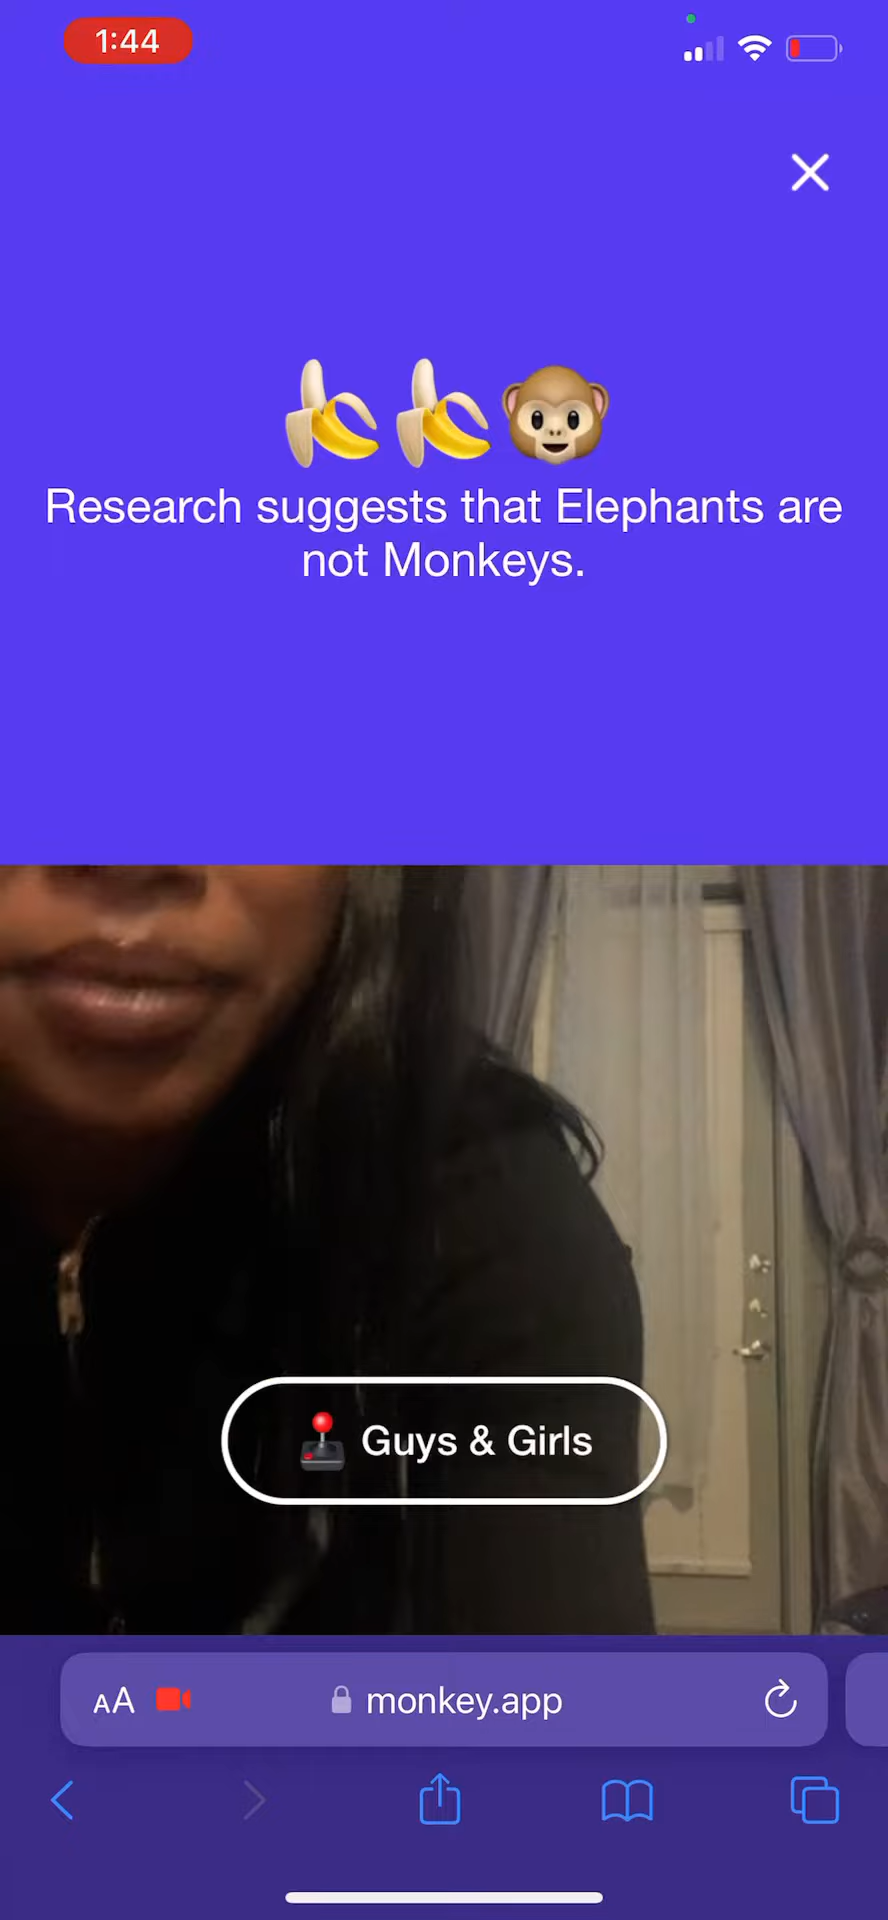 1:44
Research suggests that Elephants are
not Monkeys.
Guys & Girls
AA monkey.app